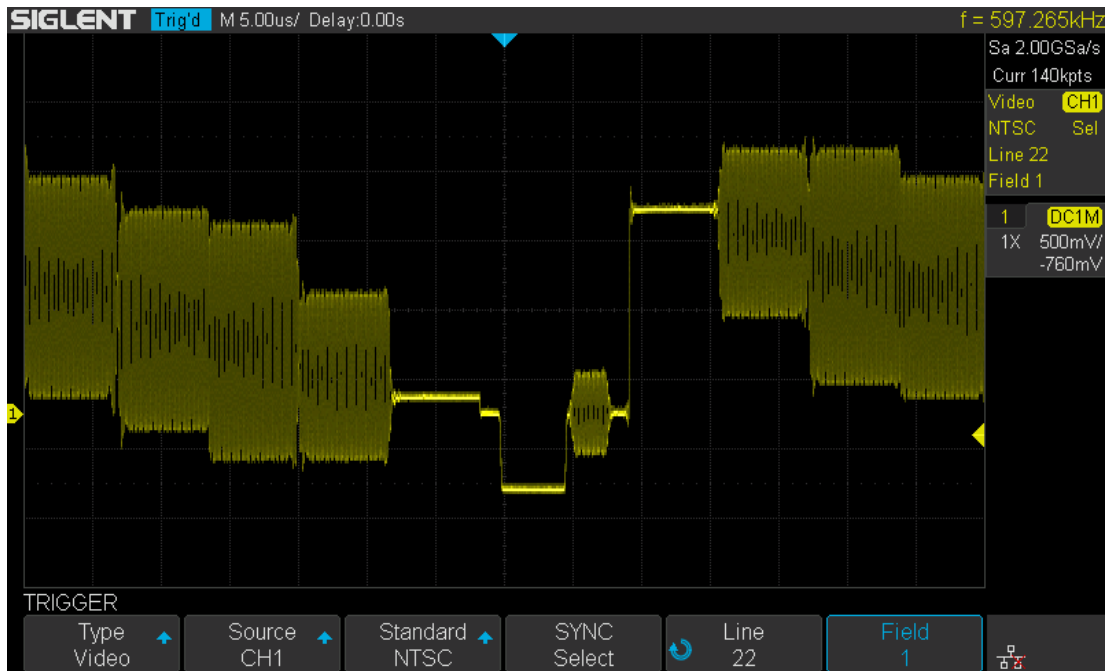 SIGLENT Trig'd M 5.00us/ Delay:0.00s f = 597.265kHz
Sa 2.00GSa/s
Curr 140kpts
Video CH1
NTSC Sel
Line 22
Field 1
1 DC1M
1X 500mV/
-760mV
1
TRIGGER
Type Source Standard SYNC Line Field
Video CH1 NTSC Select 22 1